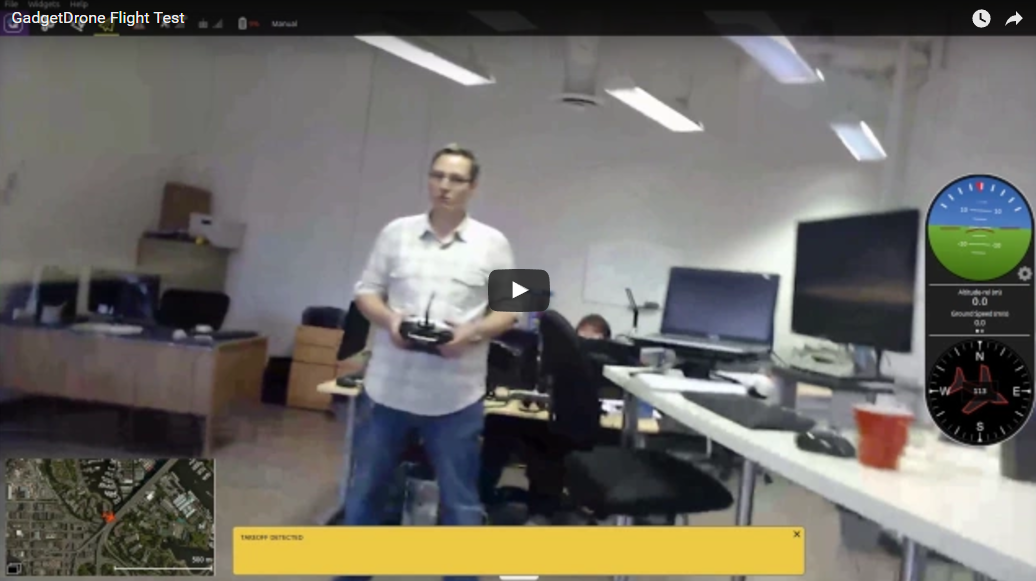 File Widgets Help
GadgetDrone Flight Test
Manual
10 10
-10 -10
Altitude-rel (m)
0.0
Ground Speed (m/s)
0.0
N
W E
S
TAKEOFF DETECTED
500 m